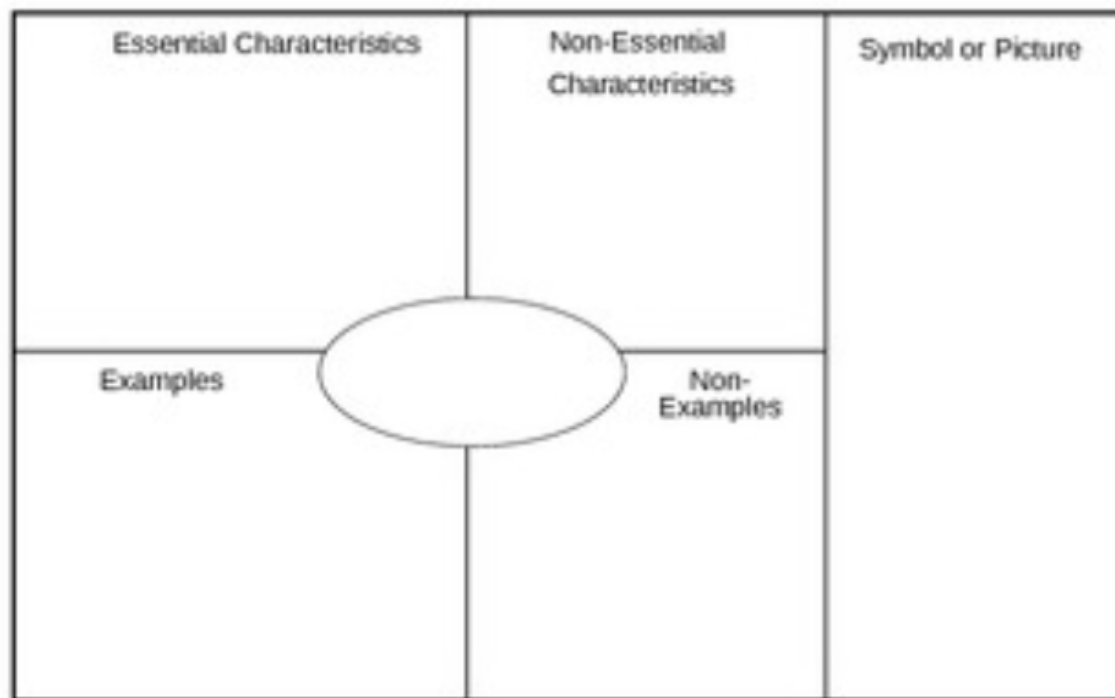 Essential Characteristics
Non-Essential
Characteristics
Symbol or Picture
Examples
Non-
Examples